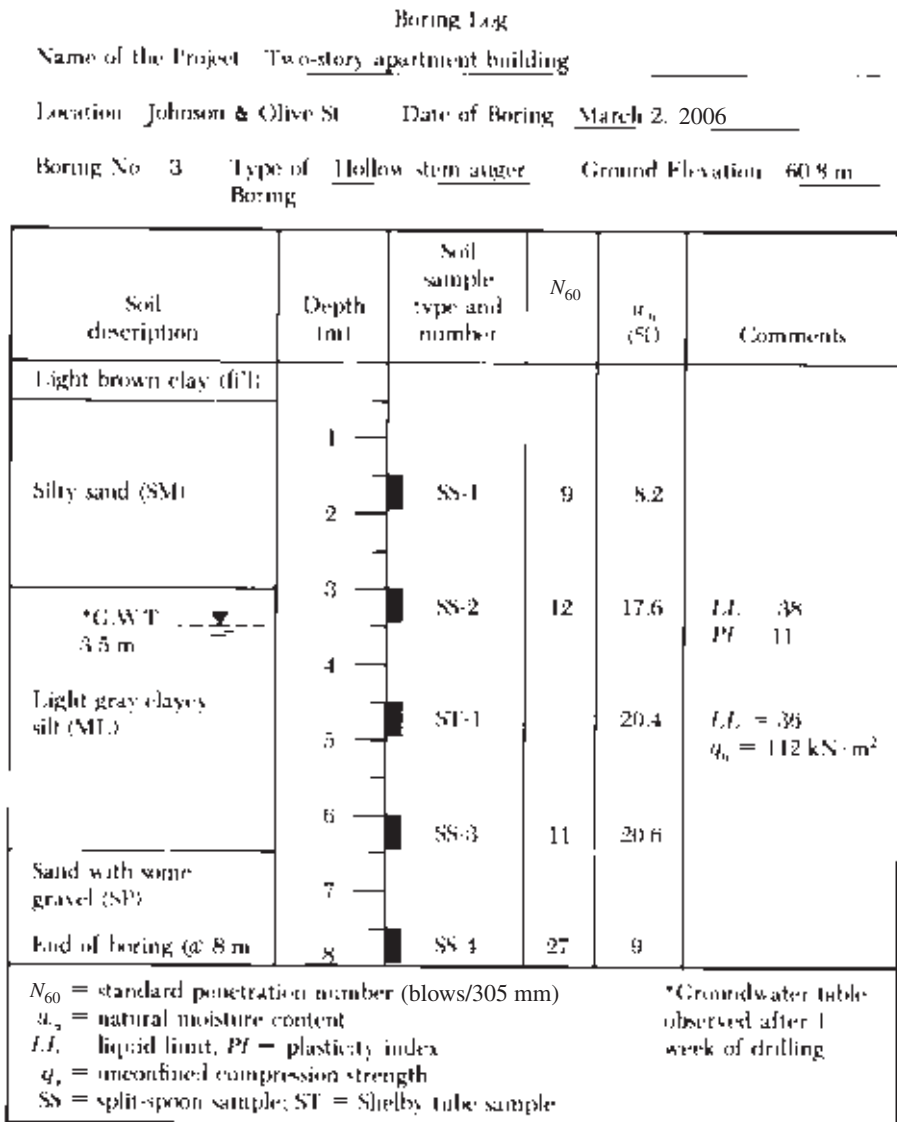 Boring Log
Name of the Project Two-story apartment building
Location Johnson & Olive St Date of Boring March 2, 2006
Boring No 3 Type of Boring Hollow stem auger Ground Elevation 60.8 m
Soil description
Depth (m)
Soil sample type and number
N60
wn (%)
Comments
Light brown clay (fill)
1
Silty sand (SM)
SS-1 9 8.2
2
3
*G.W.T
3.5 m
SS-2 12 17.6 LL 38
PI 11
4
Light gray clayey silt (ML)
ST-1 20.4 LL = 36
qu = 112 kN·m²
5
6
SS-3 11 20.6
Sand with some gravel (SP)
7
End of boring @ 8 m
8
SS-4 27 9
N60 = standard penetration number (blows/305 mm)
wn = natural moisture content
LL liquid limit, PI = plasticity index
qu = unconfined compression strength
SS = split-spoon sample; ST = Shelby tube sample
*Groundwater table
observed after 1
week of drilling